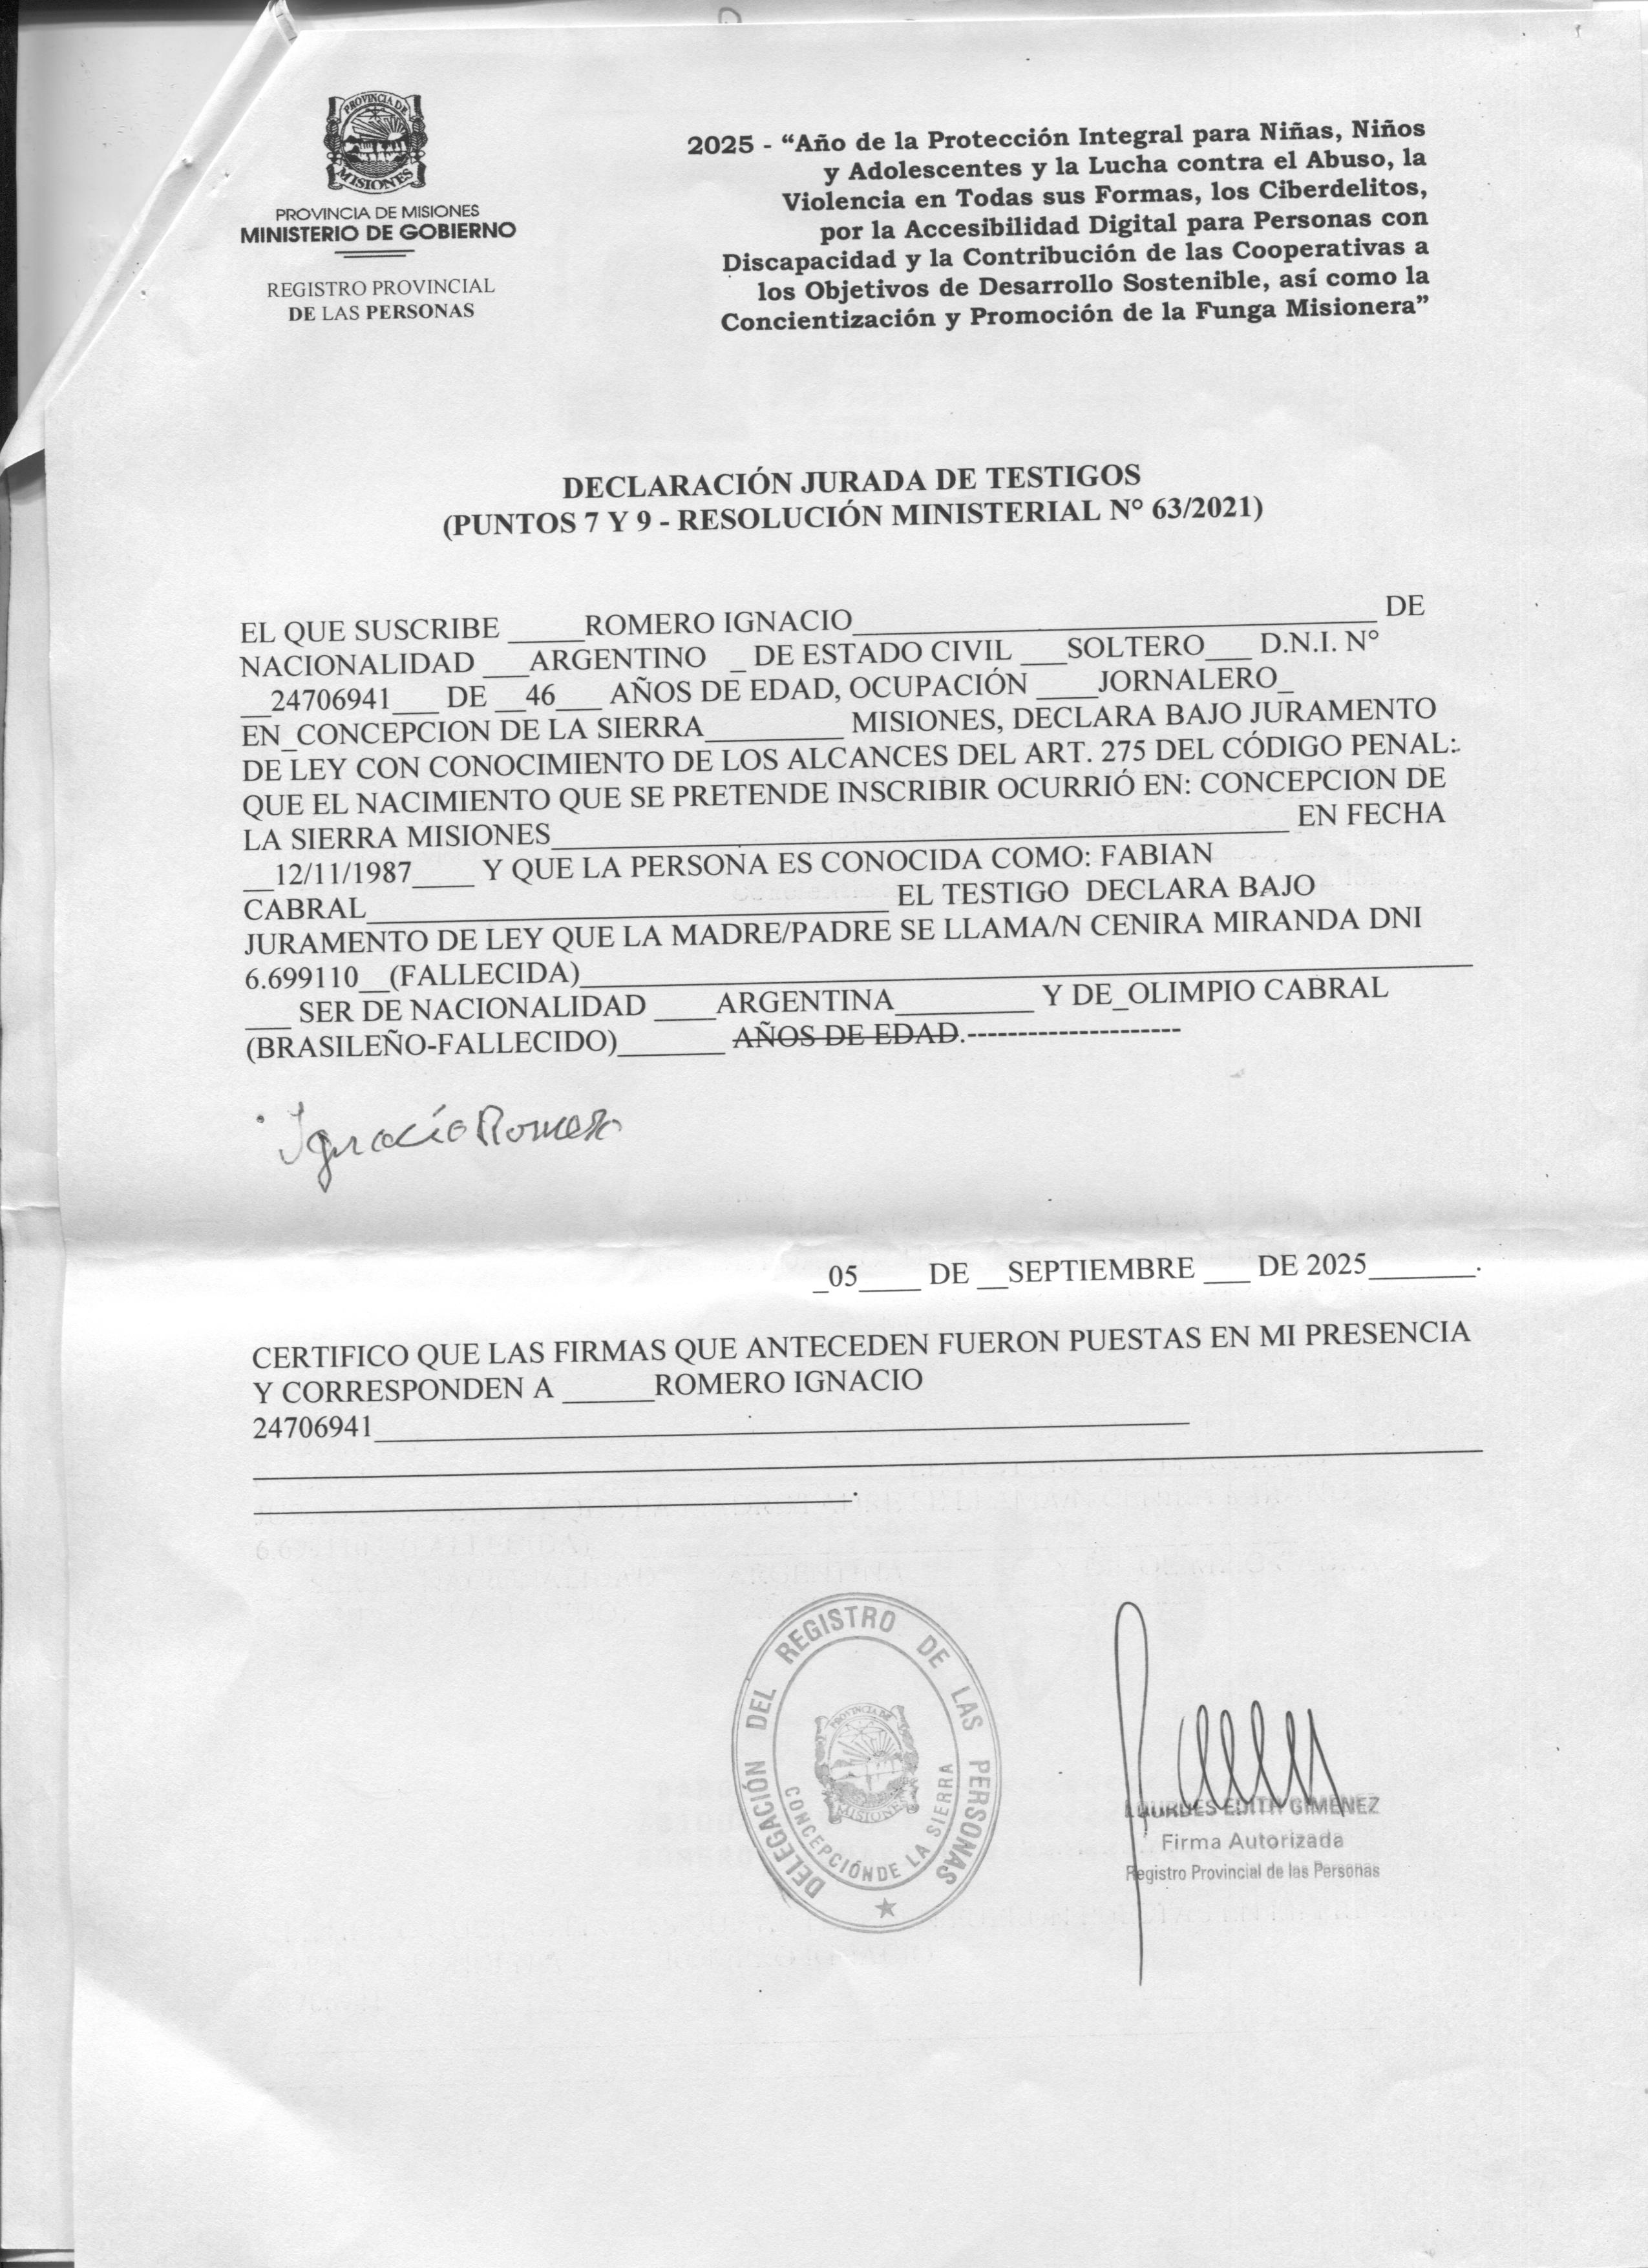 PROVINCIA DE
MISIONES
PROVINCIA DE MISIONES
MINISTERIO DE GOBIERNO
REGISTRO PROVINCIAL
DE LAS PERSONAS
2025 - “Año de la Protección Integral para Niñas, Niños
y Adolescentes y la Lucha contra el Abuso, la
Violencia en Todas sus Formas, los Ciberdelitos,
por la Accesibilidad Digital para Personas con
Discapacidad y la Contribución de las Cooperativas a
los Objetivos de Desarrollo Sostenible, así como la
Concientización y Promoción de la Funga Misionera”
DECLARACIÓN JURADA DE TESTIGOS
(PUNTOS 7 Y 9 - RESOLUCIÓN MINISTERIAL N° 63/2021)
EL QUE SUSCRIBE _____ROMERO IGNACIO__________________________________ DE
NACIONALIDAD ___ARGENTINO _ DE ESTADO CIVIL ___SOLTERO___ D.N.I. N°
__24706941___ DE __46___ AÑOS DE EDAD, OCUPACIÓN ____JORNALERO_
EN_CONCEPCION DE LA SIERRA_________ MISIONES, DECLARA BAJO JURAMENTO
DE LEY CON CONOCIMIENTO DE LOS ALCANCES DEL ART. 275 DEL CÓDIGO PENAL:
QUE EL NACIMIENTO QUE SE PRETENDE INSCRIBIR OCURRIÓ EN: CONCEPCION DE
LA SIERRA MISIONES________________________________________________ EN FECHA
__12/11/1987____ Y QUE LA PERSONA ES CONOCIDA COMO: FABIAN
CABRAL__________________________________ EL TESTIGO DECLARA BAJO
JURAMENTO DE LEY QUE LA MADRE/PADRE SE LLAMA/N CENIRA MIRANDA DNI
6.699110__(FALLECIDA)__________________________________________________________
___ SER DE NACIONALIDAD ____ARGENTINA_________ Y DE_OLIMPIO CABRAL
(BRASILEÑO-FALLECIDO)_______ AÑOS DE EDAD.--------------------
Ignacio Romero
_05____ DE __SEPTIEMBRE ___ DE 2025_______.
CERTIFICO QUE LAS FIRMAS QUE ANTECEDEN FUERON PUESTAS EN MI PRESENCIA
Y CORRESPONDEN A ______ROMERO IGNACIO
24706941_____________________________________________________
________________________________________________________________________________
_______________________________________.
DELEGACIÓN DEL REGISTRO DE LAS PERSONAS
PROVINCIA DE
MISIONES
CONCEPCIÓN DE LA SIERRA
LOURDES EDITH GIMENEZ
Firma Autorizada
Registro Provincial de las Personas